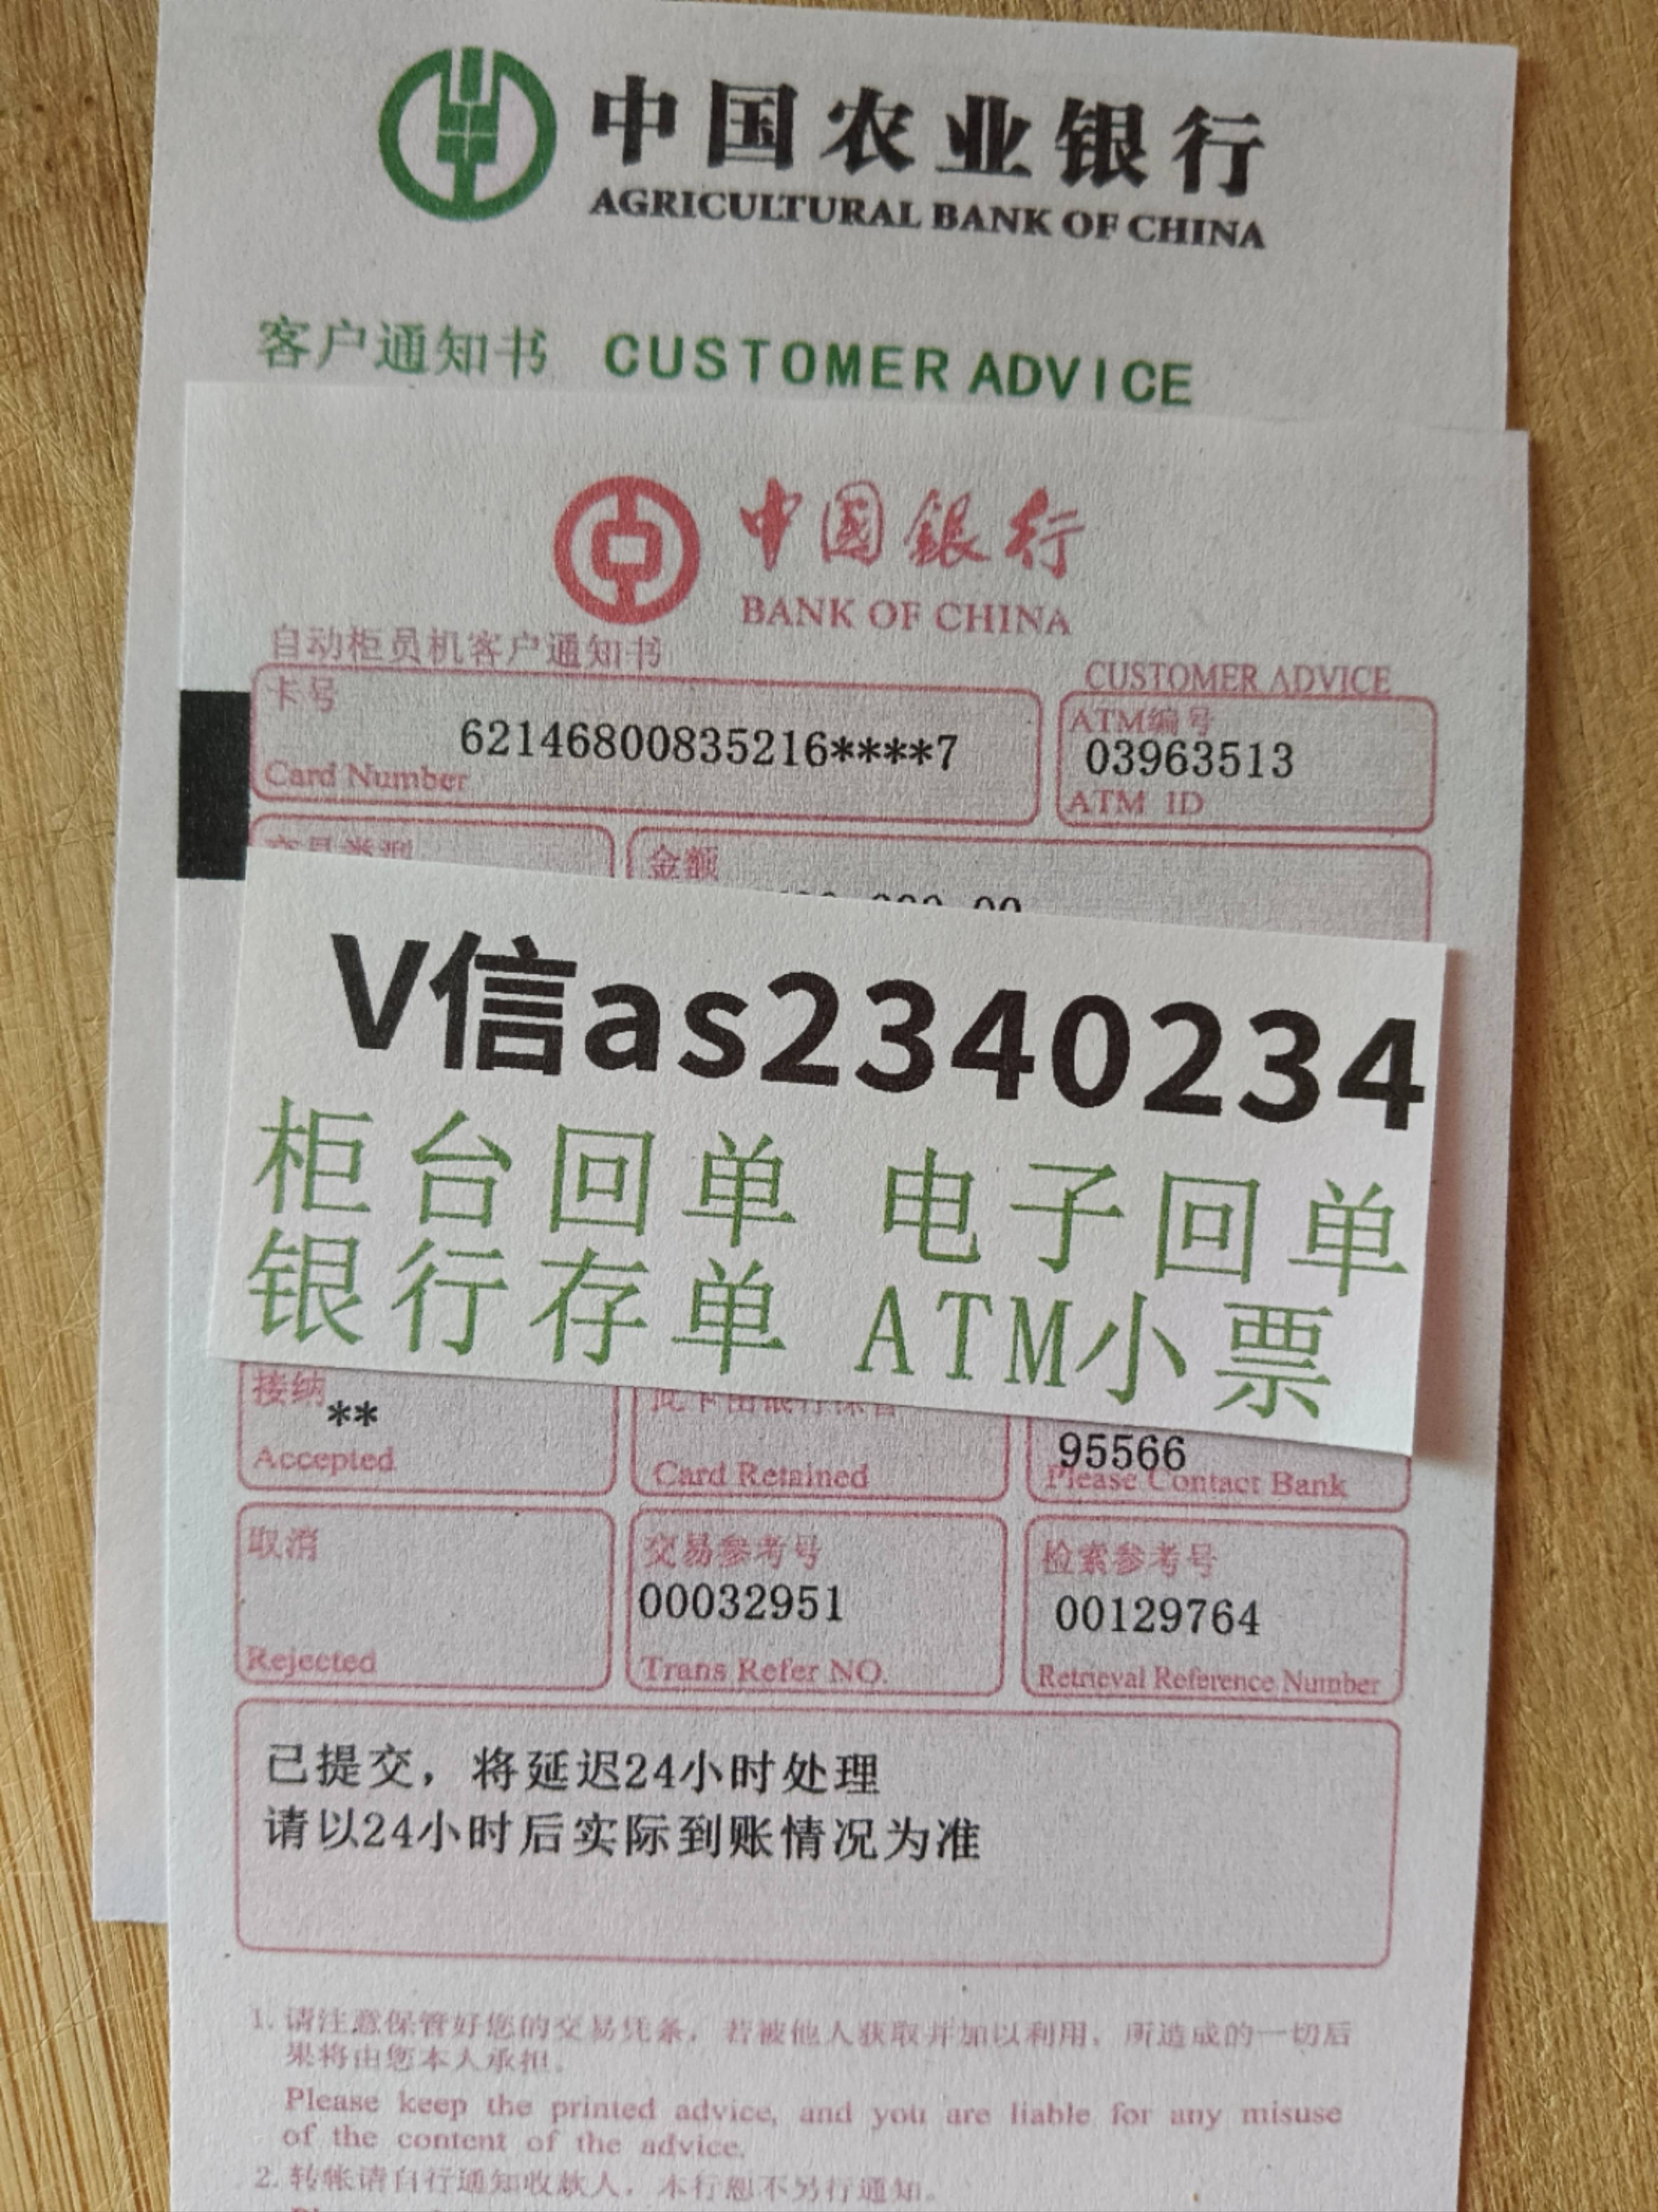 中国农业银行
AGRICULTURAL BANK OF CHINA
客户通知书 CUSTOMER ADVICE
中国銀行
BANK OF CHINA
自动柜员机客户通知书
CUSTOMER ADVICE
卡号
62146800835216****7
Card Number
ATM编号
03963513
ATM ID
金额
V信as2340234
柜台回单 电子回单
银行存单 ATM小票
接纳
**
Accepted
Card Retained
95566
Please Contact Bank
取消
Rejected
交易参考号
00032951
Trans Refer NO.
检索参考号
00129764
Retrieval Reference Number
已提交，将延迟24小时处理
请以24小时后实际到账情况为准
1. 请注意保管好您的交易凭条，若被他人获取并加以利用，所造成的一切后
果将由您本人承担。
Please keep the printed advice, and you are liable for any misuse
of the content of the advice.
2. 转帐请自行通知收款人，本行恕不另行通知。